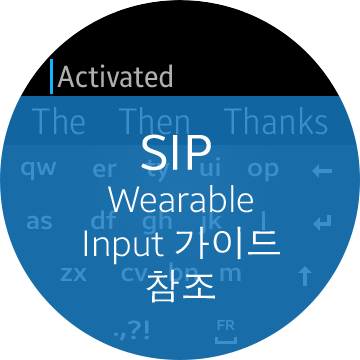 Activated
The Then Thanks
SIP
Wearable
Input 가이드
참조
qw er ty ui op
as df gh jk l
zx cv bn m
.,?!
FR